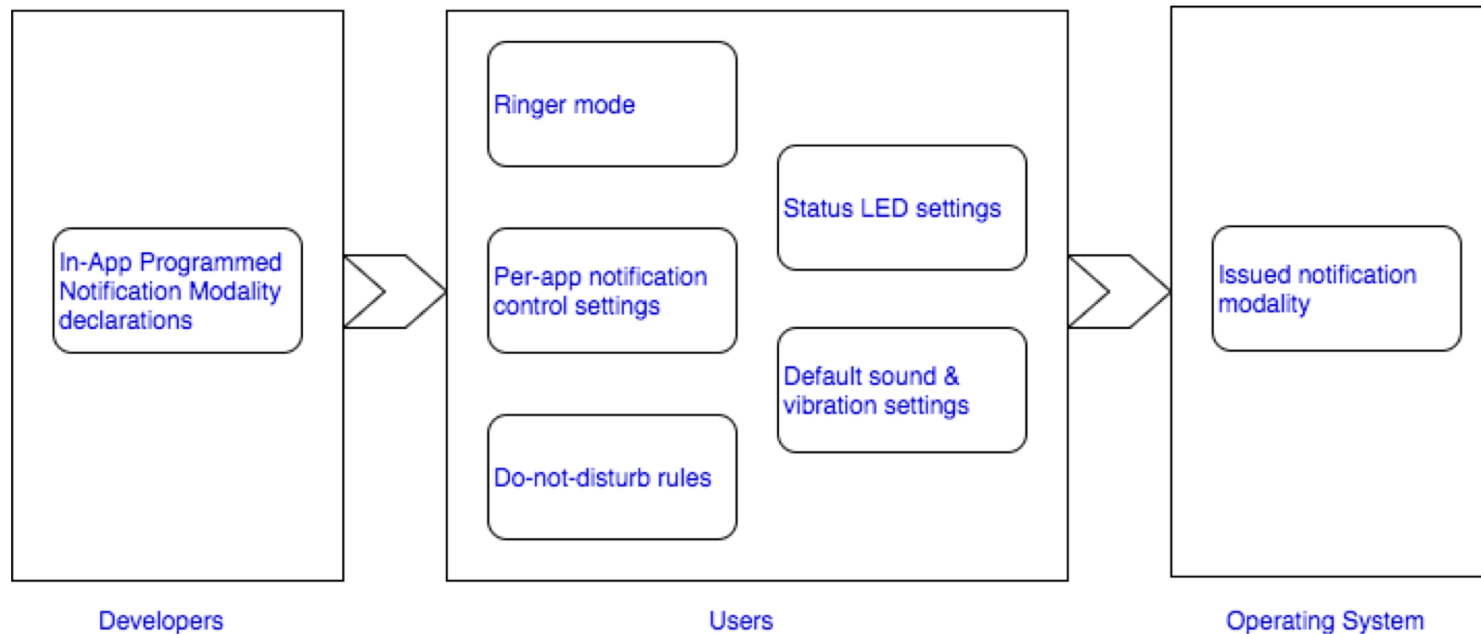 In-App Programmed
Notification Modality
declarations
Ringer mode
Per-app notification
control settings
Do-not-disturb rules
Status LED settings
Default sound &
vibration settings
Issued notification
modality
Developers
Users
Operating System